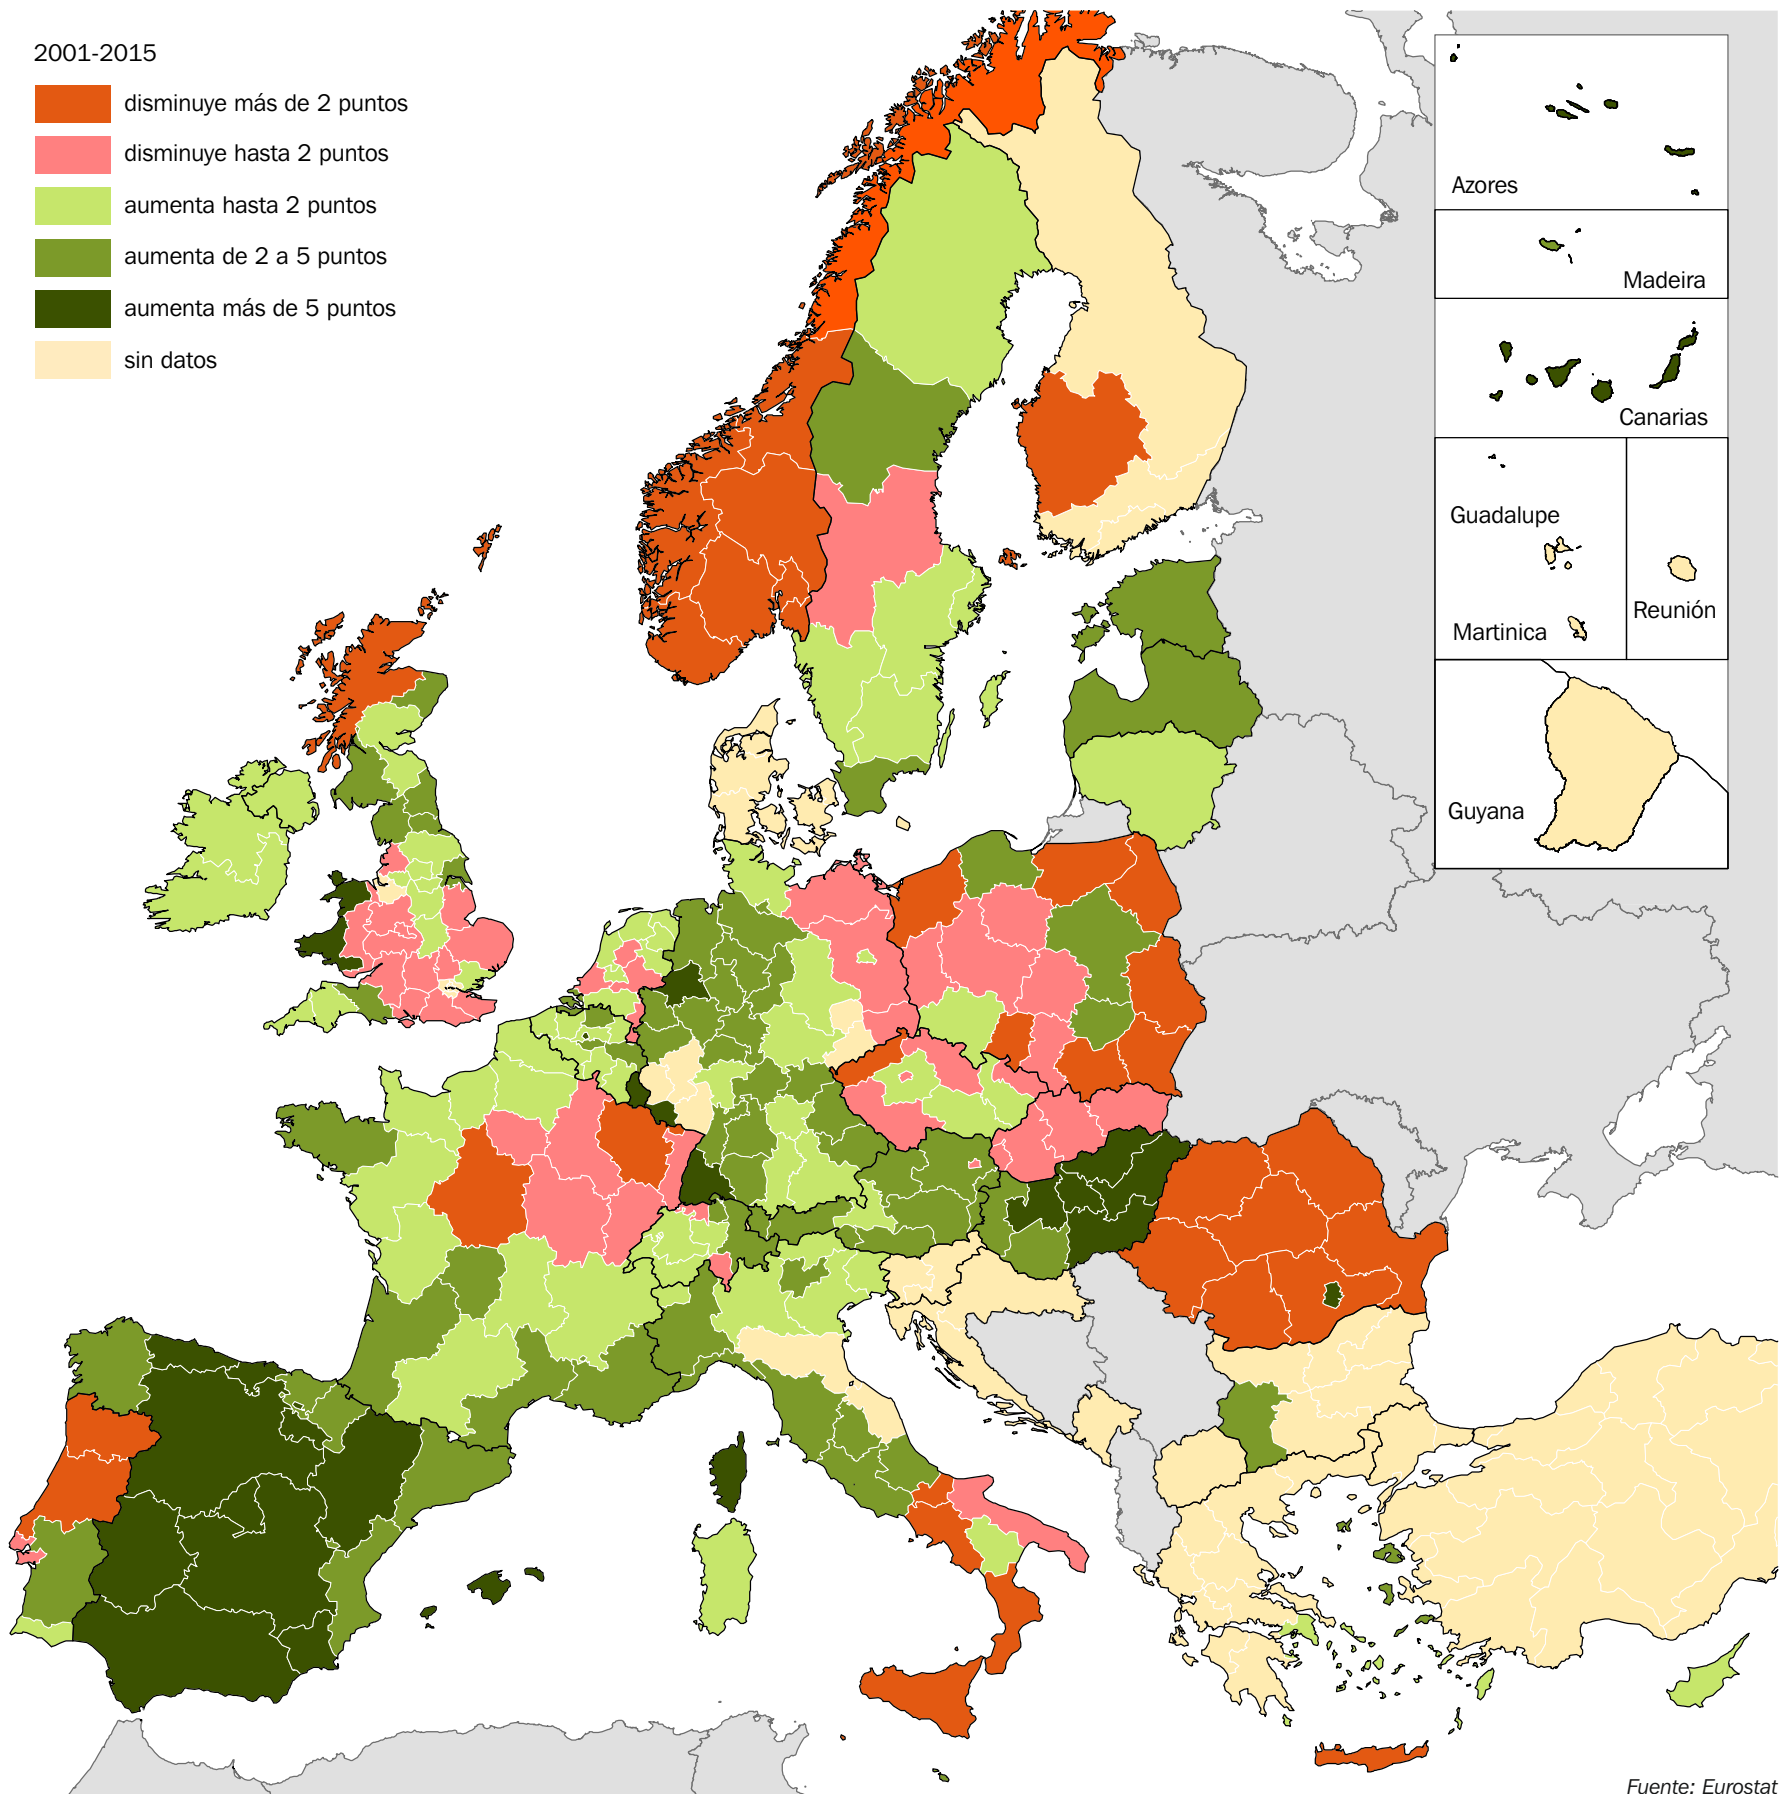 2001-2015
disminuye más de 2 puntos
disminuye hasta 2 puntos
aumenta hasta 2 puntos
aumenta de 2 a 5 puntos
aumenta más de 5 puntos
sin datos
Azores
Madeira
Canarias
Guadalupe
Martinica
Reunión
Guyana
Fuente: Eurostat